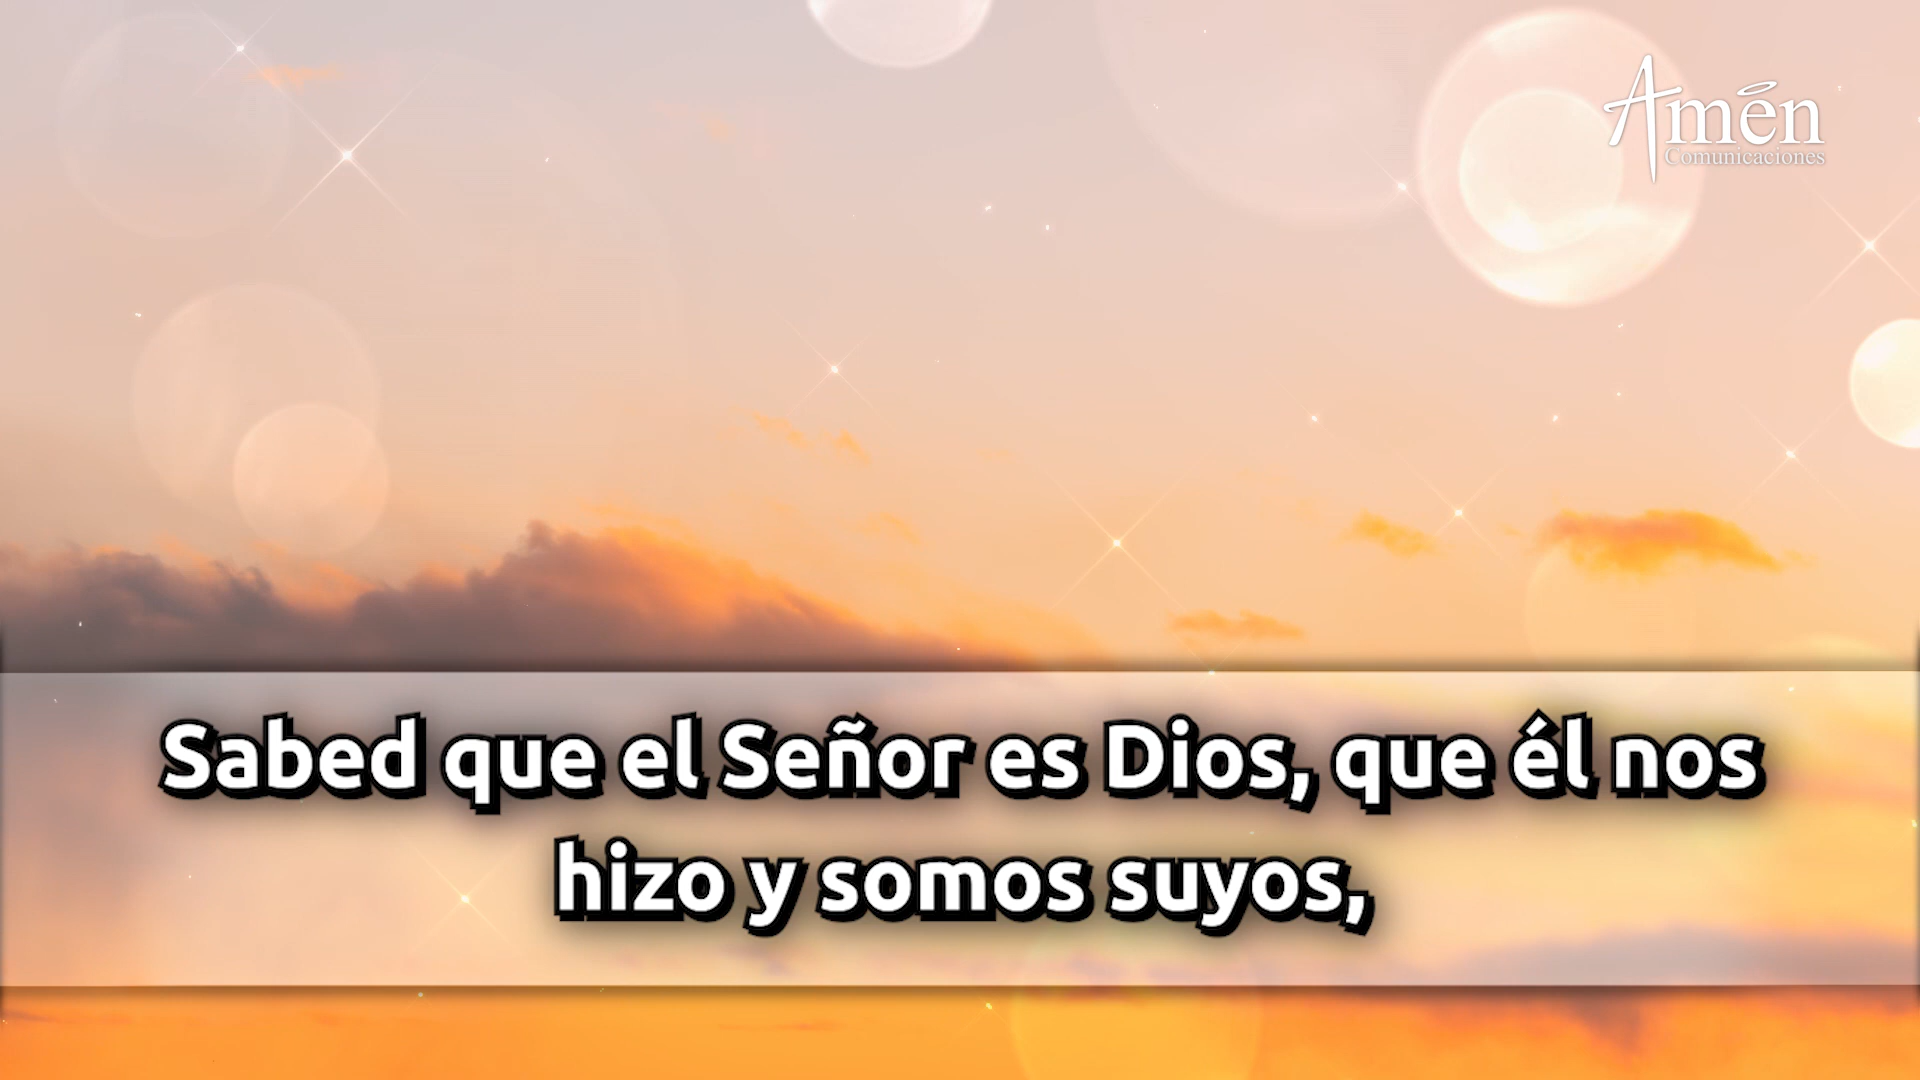 Amén
Comunicaciones
Sabed que el Señor es Dios, que él nos
hizo y somos suyos,